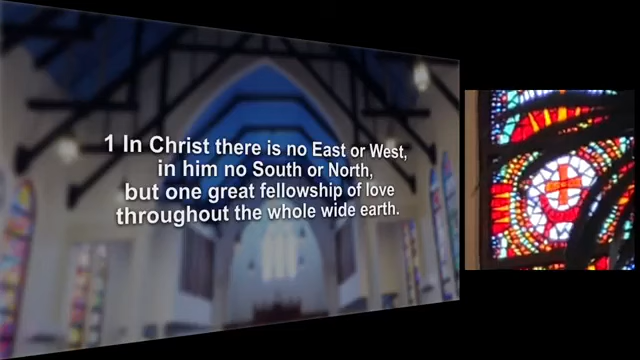 1 In Christ there is no East or West,
in him no South or North,
but one great fellowship of love
throughout the whole wide earth.